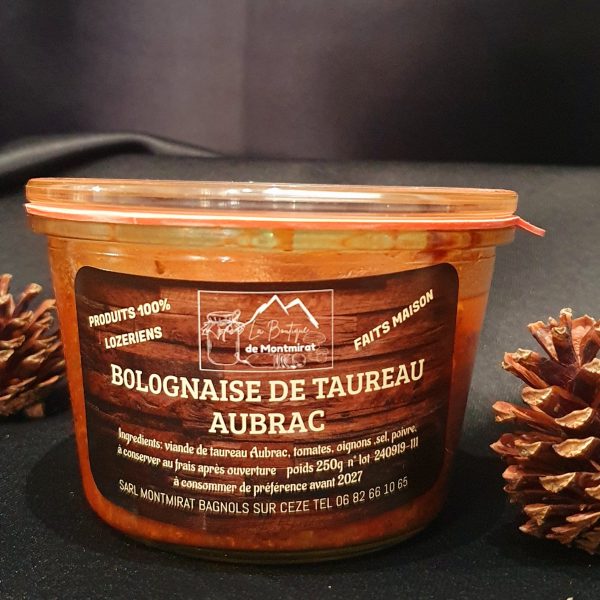 PRODUITS 100%
LOZERIENS
La Boutique
de Montmirat
FAITS MAISON
BOLOGNAISE DE TAUREAU
AUBRAC
Ingredients: viande de taureau Aubrac, tomates, oignons ,sel, poivre,
à conserver au frais après ouverture poids 250g n° lot 240919-111
à consommer de préférence avant 2027
SARL MONTMIRAT BAGNOLS SUR CEZE TEL 06 82 66 10 65